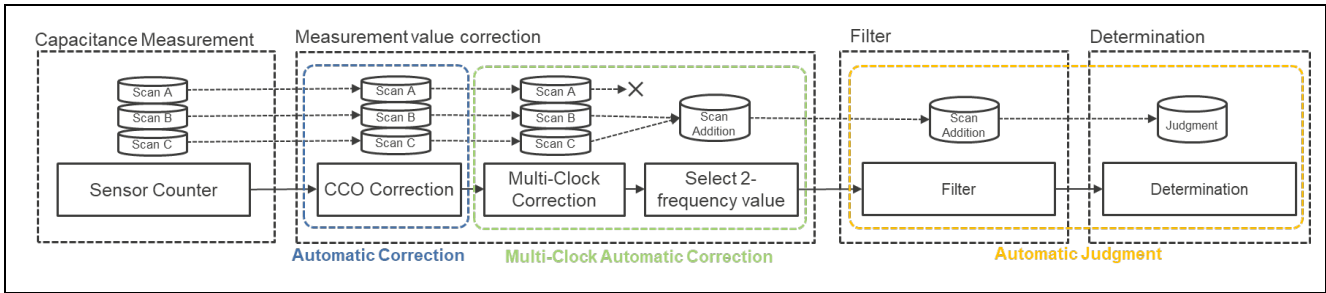 Capacitance Measurement
Measurement value correction
Filter
Determination
Scan A
Scan B
Scan C
Scan A
Scan B
Scan C
Scan A
Scan B
Scan C
Scan
Addition
Scan
Addition
Judgment
Sensor Counter
CCO Correction
Multi-Clock
Correction
Select 2-
frequency value
Filter
Determination
Automatic Correction
Multi-Clock Automatic Correction
Automatic Judgment